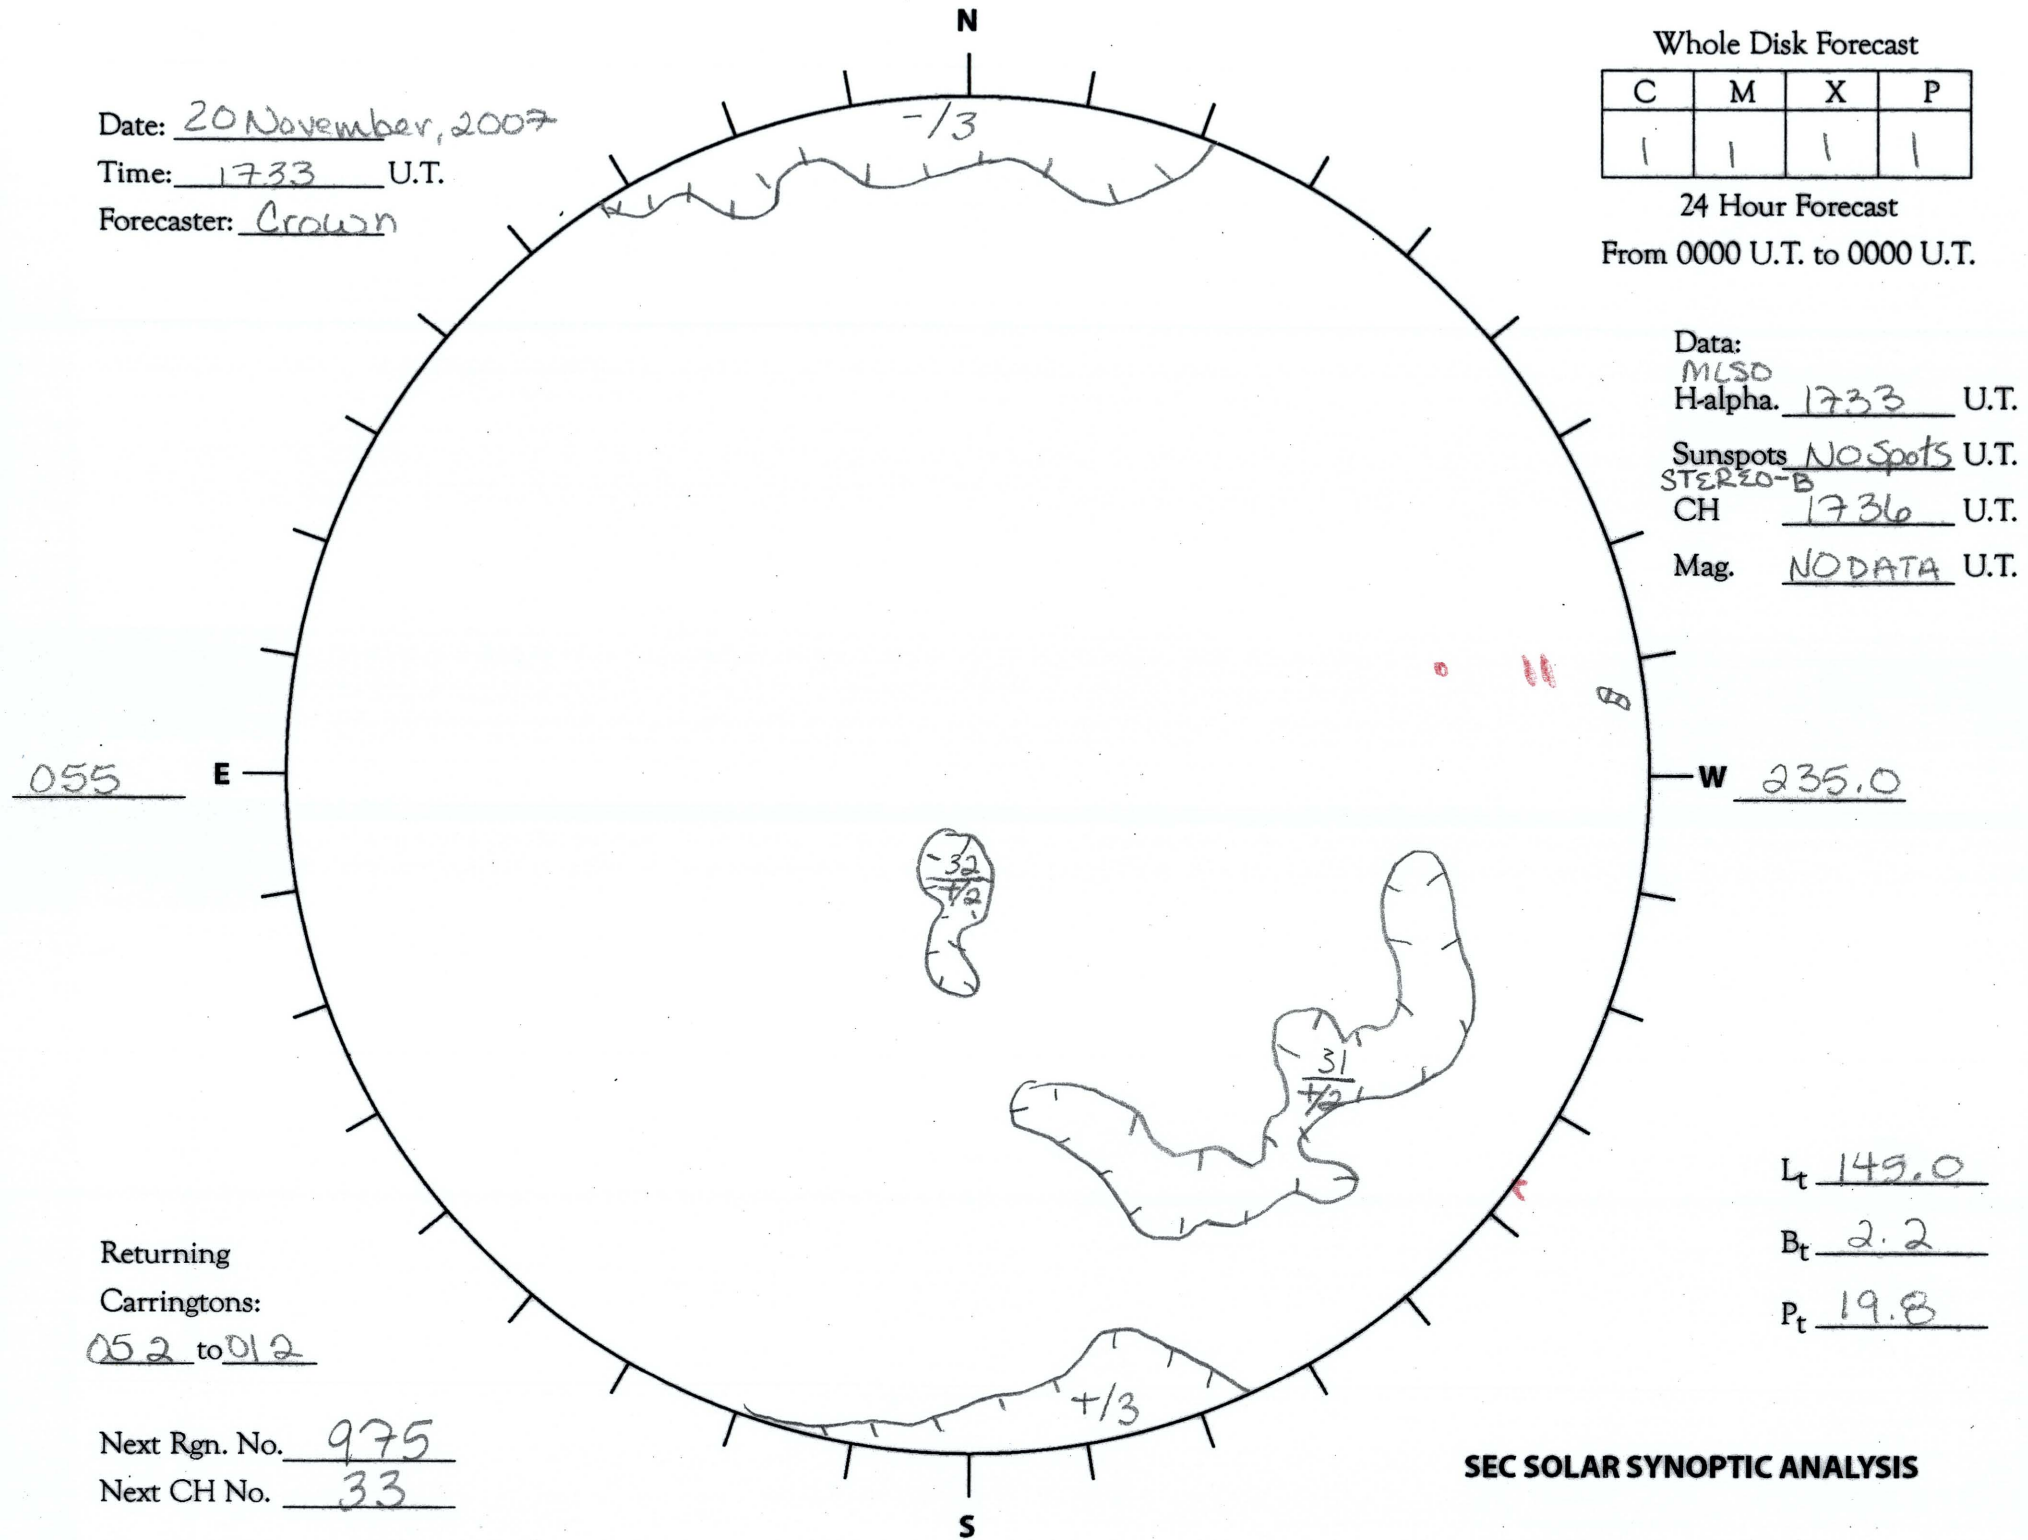 N
Date: 20 November, 2007
Time: 1733 U.T.
Forecaster: Crown
Whole Disk Forecast
C M X P
1 1 1 1
24 Hour Forecast
From 0000 U.T. to 0000 U.T.
-/3
Data:
MLSO
H-alpha. 1733 U.T.
Sunspots No Spots U.T.
STEREO-B
CH 1736 U.T.
Mag. NO DATA U.T.
055 E
W 235.0
32
+/2
31
+/2
Lt 145.0
Bt 2.2
Pt 19.8
Returning
Carringtons:
052 to 012
+/3
Next Rgn. No. 975
Next CH No. 33
SEC SOLAR SYNOPTIC ANALYSIS
S